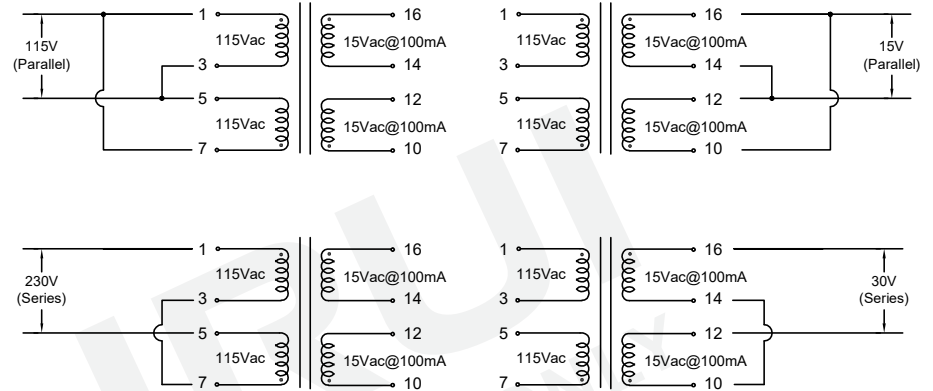 1 16 1 16
115V 115Vac 15Vac@100mA 115Vac 15Vac@100mA 15V
(Parallel) 3 14 3 14 (Parallel)
5 12 5 12
115Vac 15Vac@100mA 115Vac 15Vac@100mA
7 10 7 10
1 16 1 16
230V 115Vac 15Vac@100mA 115Vac 15Vac@100mA 30V
(Series) 3 14 3 14 (Series)
5 12 5 12
115Vac 15Vac@100mA 115Vac 15Vac@100mA
7 10 7 10